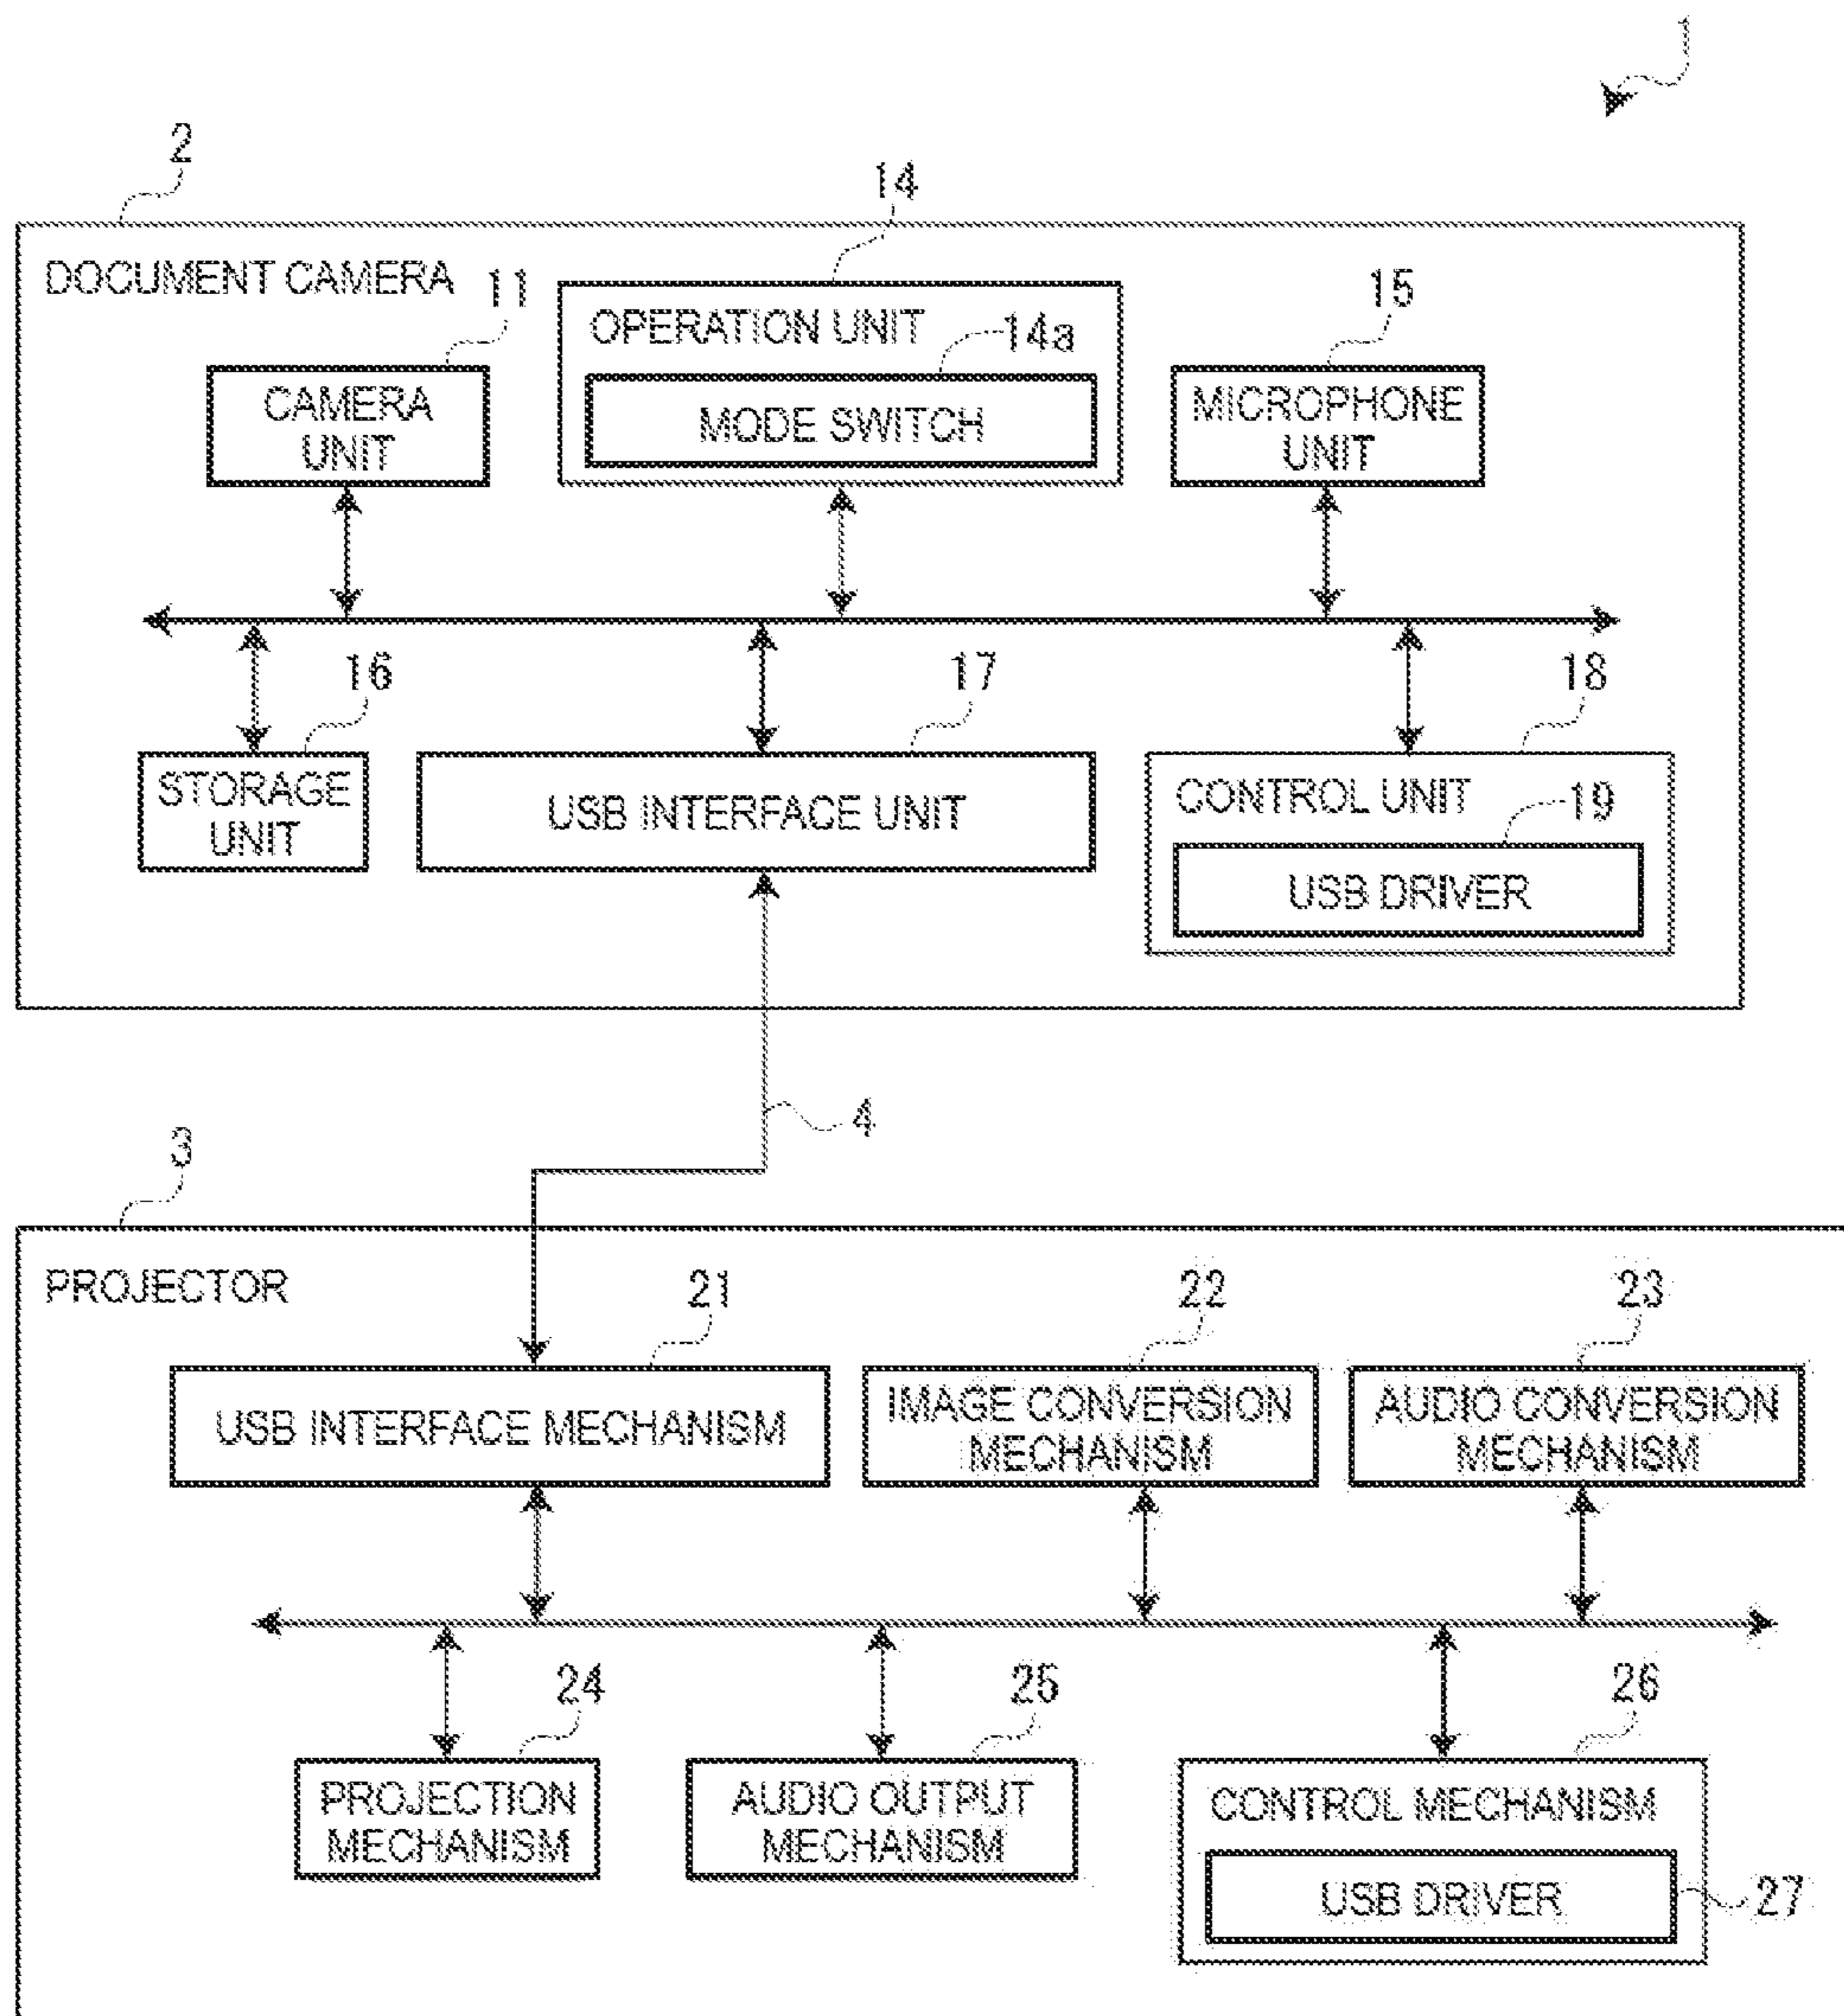 1
2
14
DOCUMENT CAMERA
11
OPERATION UNIT
14a
15
CAMERA
UNIT
MODE SWITCH
MICROPHONE
UNIT
16
17
18
STORAGE
UNIT
USB INTERFACE UNIT
CONTROL UNIT
19
USB DRIVER
4
3
PROJECTOR
21
22
23
USB INTERFACE MECHANISM
IMAGE CONVERSION
MECHANISM
AUDIO CONVERSION
MECHANISM
24
25
26
PROJECTION
MECHANISM
AUDIO OUTPUT
MECHANISM
CONTROL MECHANISM
USB DRIVER
27